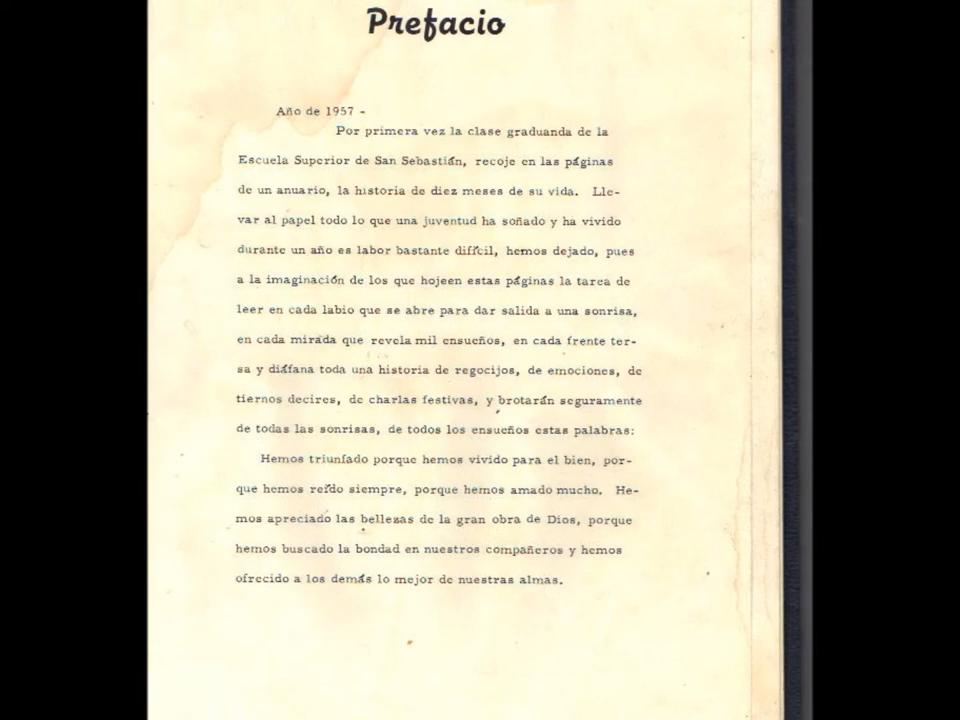 Prefacio
Año de 1957 -
Por primera vez la clase graduanda de la
Escuela Superior de San Sebastián, recoje en las páginas
de un anuario, la historia de diez meses de su vida. Lle-
var al papel todo lo que una juventud ha soñado y ha vivido
durante un año es labor bastante difícil, hemos dejado, pues
a la imaginación de los que hojeen estas páginas la tarea de
leer en cada labio que se abre para dar salida a una sonrisa,
en cada mirada que revela mil ensueños, en cada frente ter-
sa y diáfana toda una historia de regocijos, de emociones, de
tiernos decires, de charlas festivas, y brotarán seguramente
de todas las sonrisas, de todos los ensueños estas palabras:
Hemos triunfado porque hemos vivido para el bien, por-
que hemos reído siempre, porque hemos amado mucho. He-
mos apreciado las bellezas de la gran obra de Dios, porque
hemos buscado la bondad en nuestros compañeros y hemos
ofrecido a los demás lo mejor de nuestras almas.